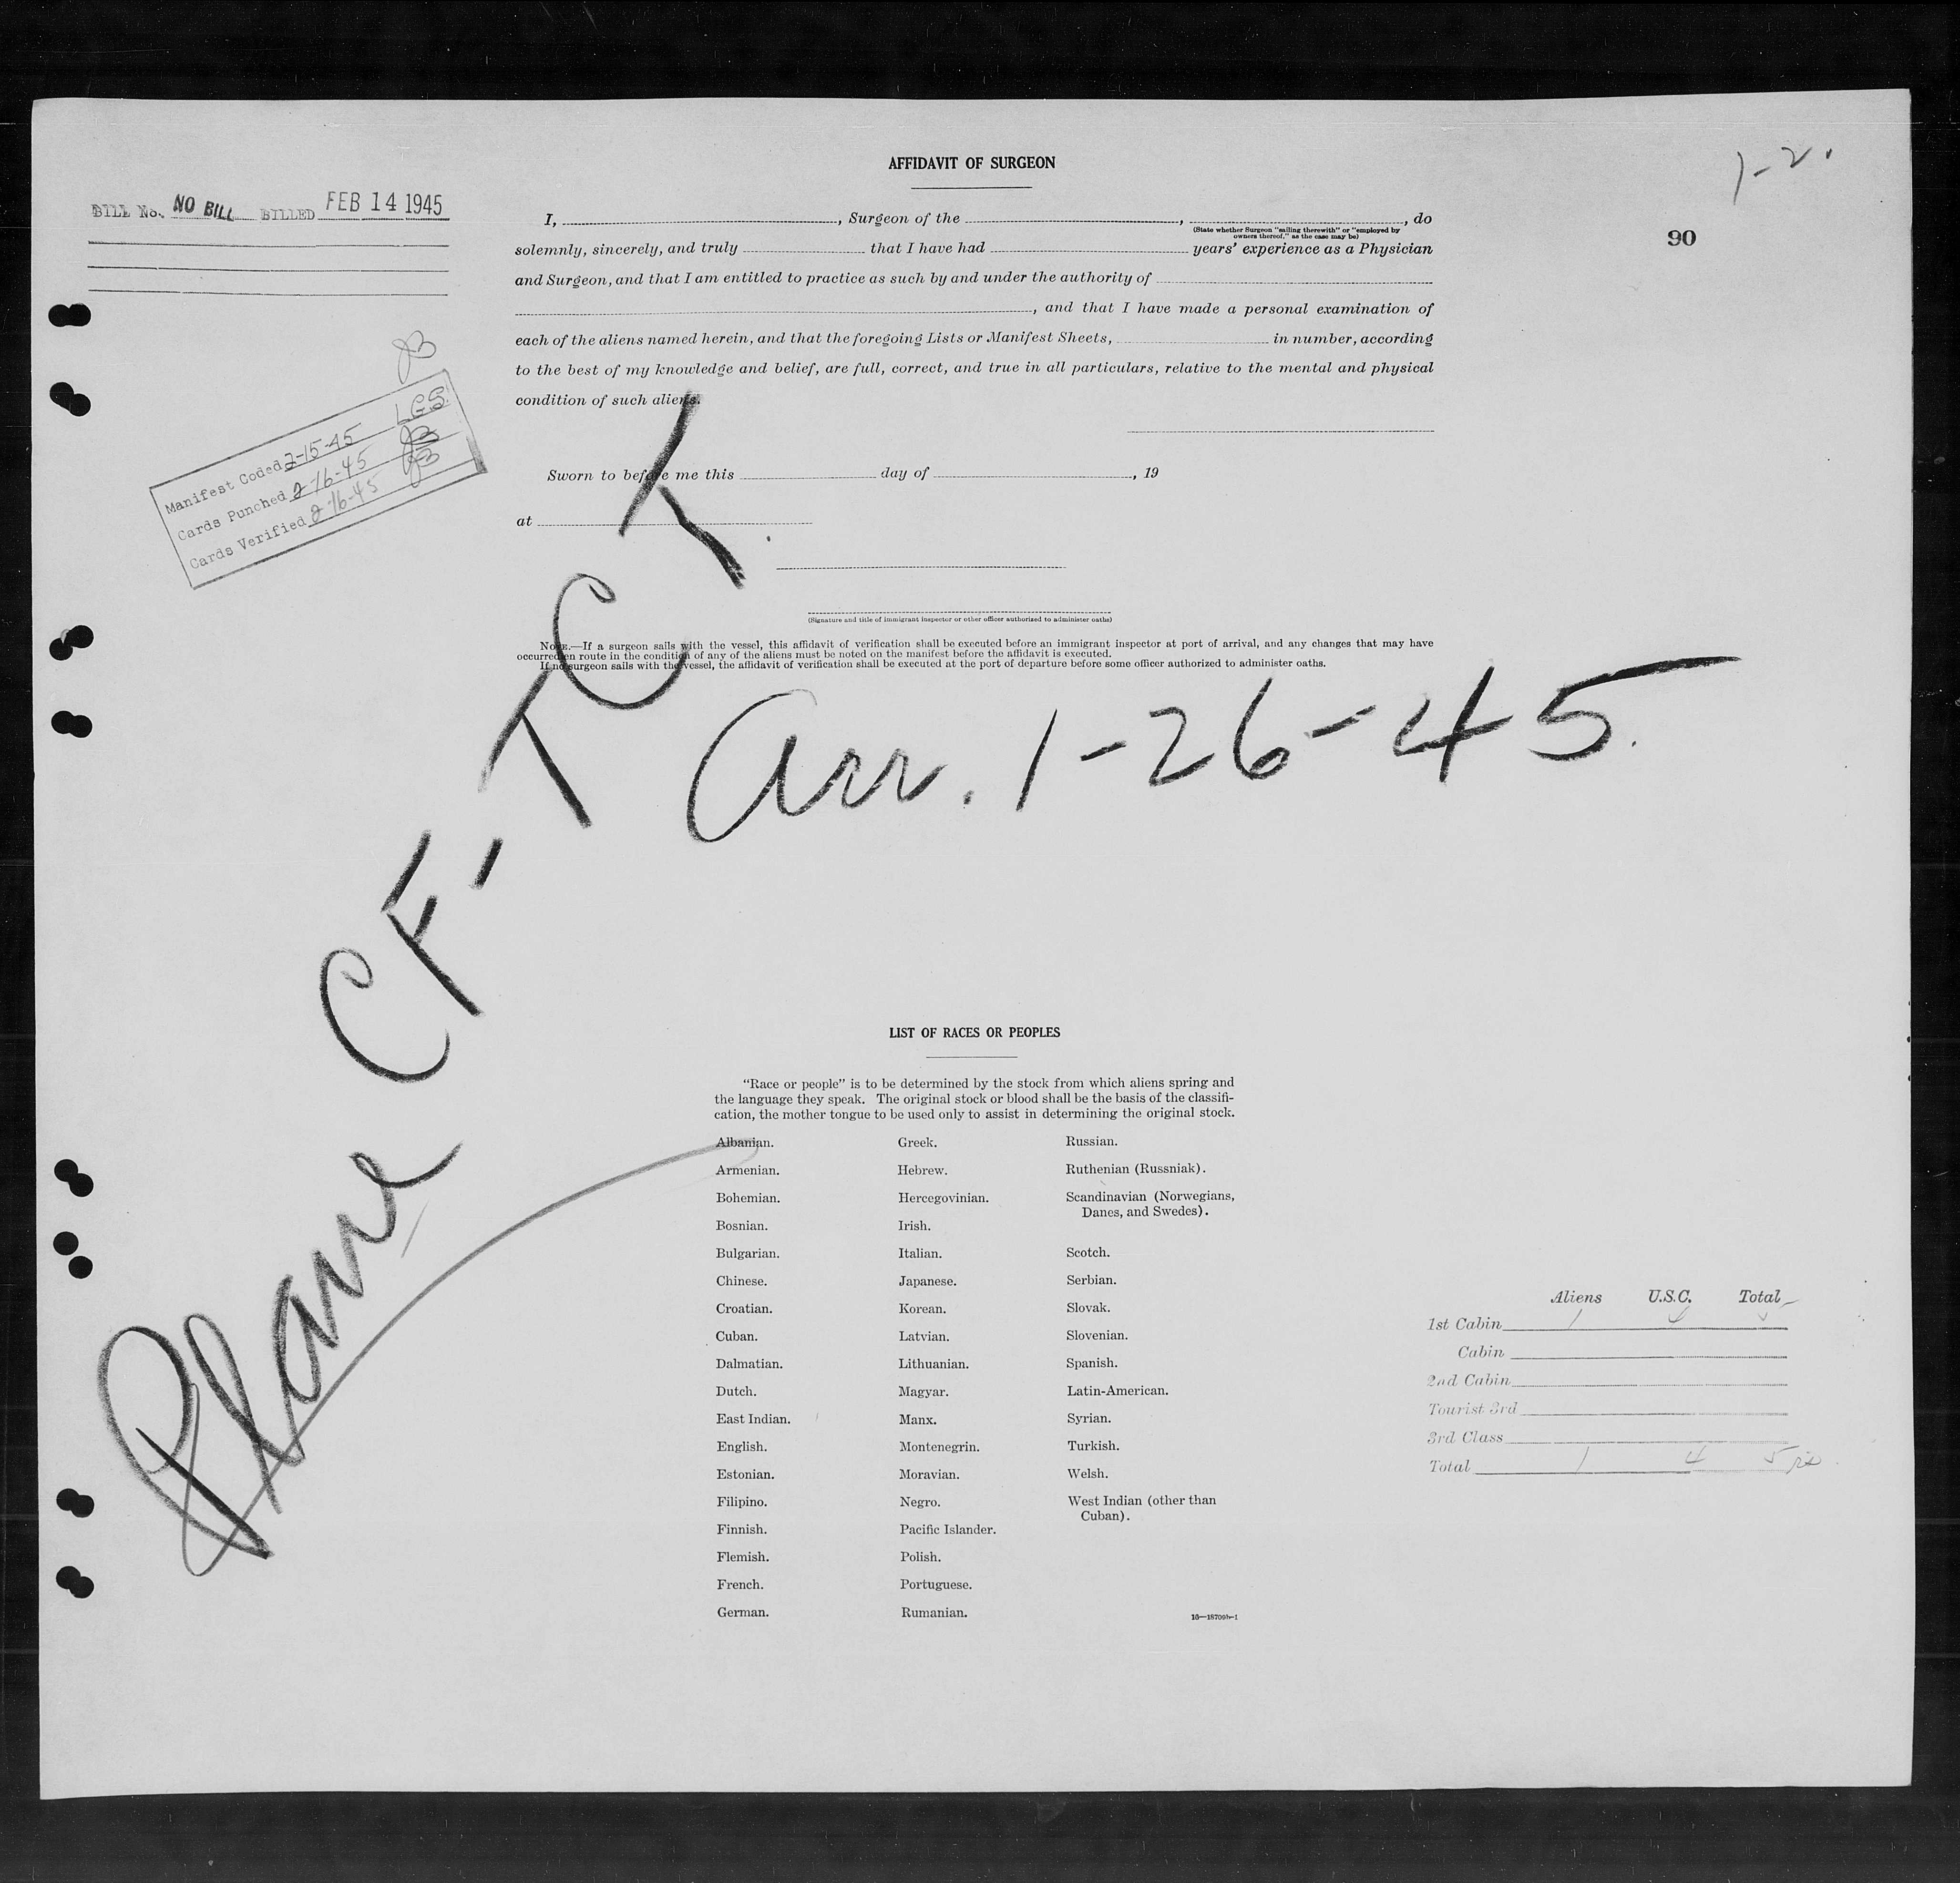 AFFIDAVIT OF SURGEON
1-2.
90
BILL No. NO BILL BILLED FEB 14 1945
I, , Surgeon of the , , do
(State whether Surgeon "sailing therewith" or "employed by
owners thereof," as the case may be)
solemnly, sincerely, and truly that I have had years' experience as a Physician
and Surgeon, and that I am entitled to practice as such by and under the authority of
, and that I have made a personal examination of
each of the aliens named herein, and that the foregoing Lists or Manifest Sheets, in number, according
to the best of my knowledge and belief, are full, correct, and true in all particulars, relative to the mental and physical
condition of such aliens.
Manifest Coded 2-15-45 LGS.
Cards Punched 2-16-45
Cards Verified 2-16-45
Sworn to before me this day of , 19
at
(Signature and title of immigrant inspector or other officer authorized to administer oaths)
NOTE.—If a surgeon sails with the vessel, this affidavit of verification shall be executed before an immigrant inspector at port of arrival, and any changes that may have
occurred en route in the condition of any of the aliens must be noted on the manifest before the affidavit is executed.
If no surgeon sails with the vessel, the affidavit of verification shall be executed at the port of departure before some officer authorized to administer oaths.
Plane CF-TCT
Arr. 1-26-45.
LIST OF RACES OR PEOPLES
"Race or people" is to be determined by the stock from which aliens spring and
the language they speak. The original stock or blood shall be the basis of the classifi-
cation, the mother tongue to be used only to assist in determining the original stock.
Albanian.
Armenian.
Bohemian.
Bosnian.
Bulgarian.
Chinese.
Croatian.
Cuban.
Dalmatian.
Dutch.
East Indian.
English.
Estonian.
Filipino.
Finnish.
Flemish.
French.
German.
Greek.
Hebrew.
Hercegovinian.
Irish.
Italian.
Japanese.
Korean.
Latvian.
Lithuanian.
Magyar.
Manx.
Montenegrin.
Moravian.
Negro.
Pacific Islander.
Polish.
Portuguese.
Rumanian.
Russian.
Ruthenian (Russniak).
Scandinavian (Norwegians,
Danes, and Swedes).
Scotch.
Serbian.
Slovak.
Slovenian.
Spanish.
Latin-American.
Syrian.
Turkish.
Welsh.
West Indian (other than
Cuban).
Aliens U.S.C. Total
1st Cabin 1 4 5
Cabin
2nd Cabin
Tourist 3rd
3rd Class
Total 1 4 5